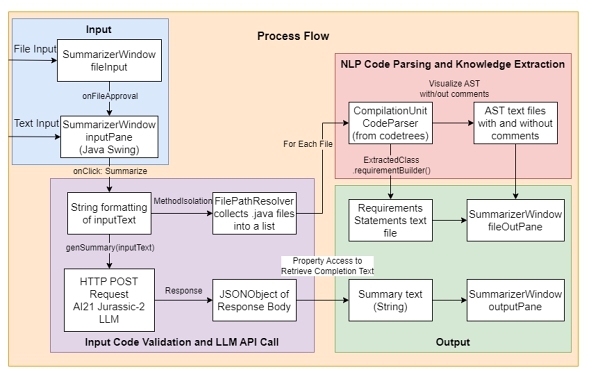 Process Flow
Input
File Input
SummarizerWindow
fileInput
onFileApproval
Text Input
SummarizerWindow
inputPane
(Java Swing)
onClick: Summarize
String formatting
of inputText
MethodIsolation
FilePathResolver
collects .java files
into a list
For Each File
genSummary(inputText)
HTTP POST
Request
AI21 Jurassic-2
LLM
Response
JSONObject of
Response Body
Input Code Validation and LLM API Call
NLP Code Parsing and Knowledge Extraction
Visualize AST
with/out comments
CompilationUnit
CodeParser
(from codetrees)
AST text files
with and without
comments
ExtractedClass
.requirementBuilder()
Requirements
Statements text
file
SummarizerWindow
fileOutPane
Property Access to
Retrieve Completion Text
Summary text
(String)
SummarizerWindow
outputPane
Output